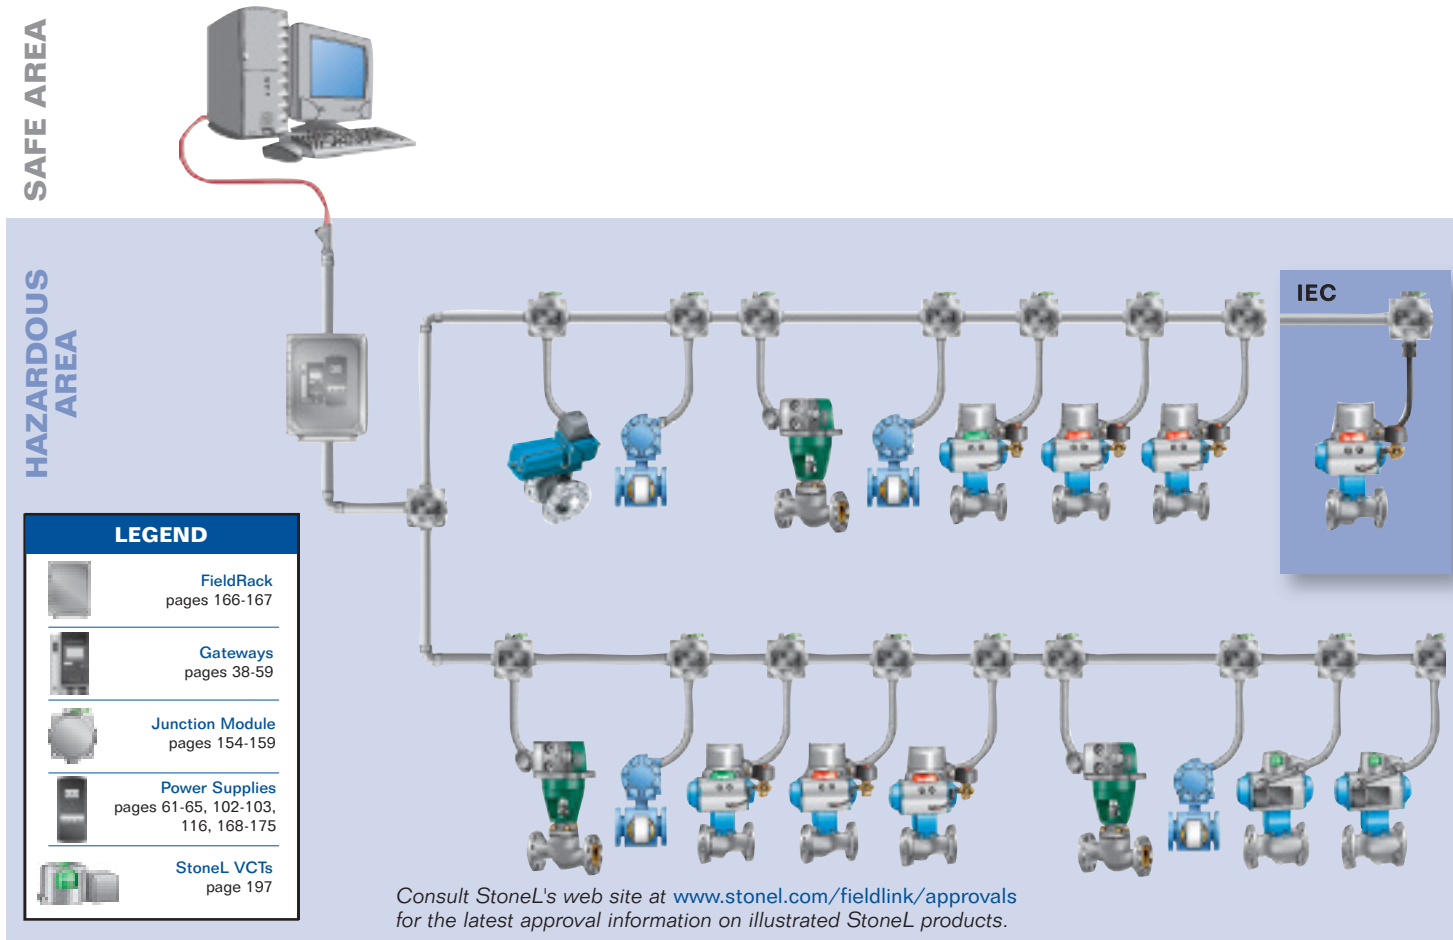 SAFE AREA
HAZARDOUS
AREA
IEC
LEGEND
FieldRack
pages 166-167
Gateways
pages 38-59
Junction Module
pages 154-159
Power Supplies
pages 61-65, 102-103,
116, 168-175
StoneL VCTs
page 197
Consult StoneL's web site at www.stonel.com/fieldlink/approvals
for the latest approval information on illustrated StoneL products.